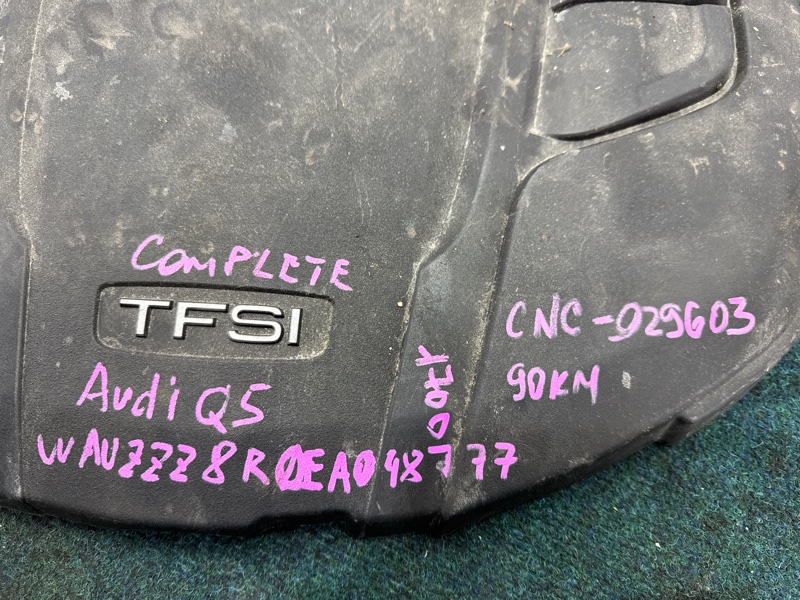 COMPLETE
TFSI
CNC-029603
90KM
Audi Q5
WAUZZZ8R0EA048777